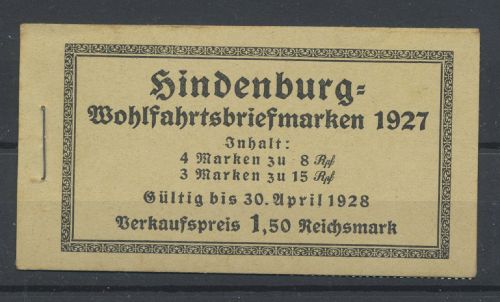 Hindenburg=
Wohlfahrtsbriefmarken 1927
Inhalt:
4 Marken zu 8 Rpf
3 Marken zu 15 Rpf
Gültig bis 30. April 1928
Verkaufspreis 1,50 Reichsmark